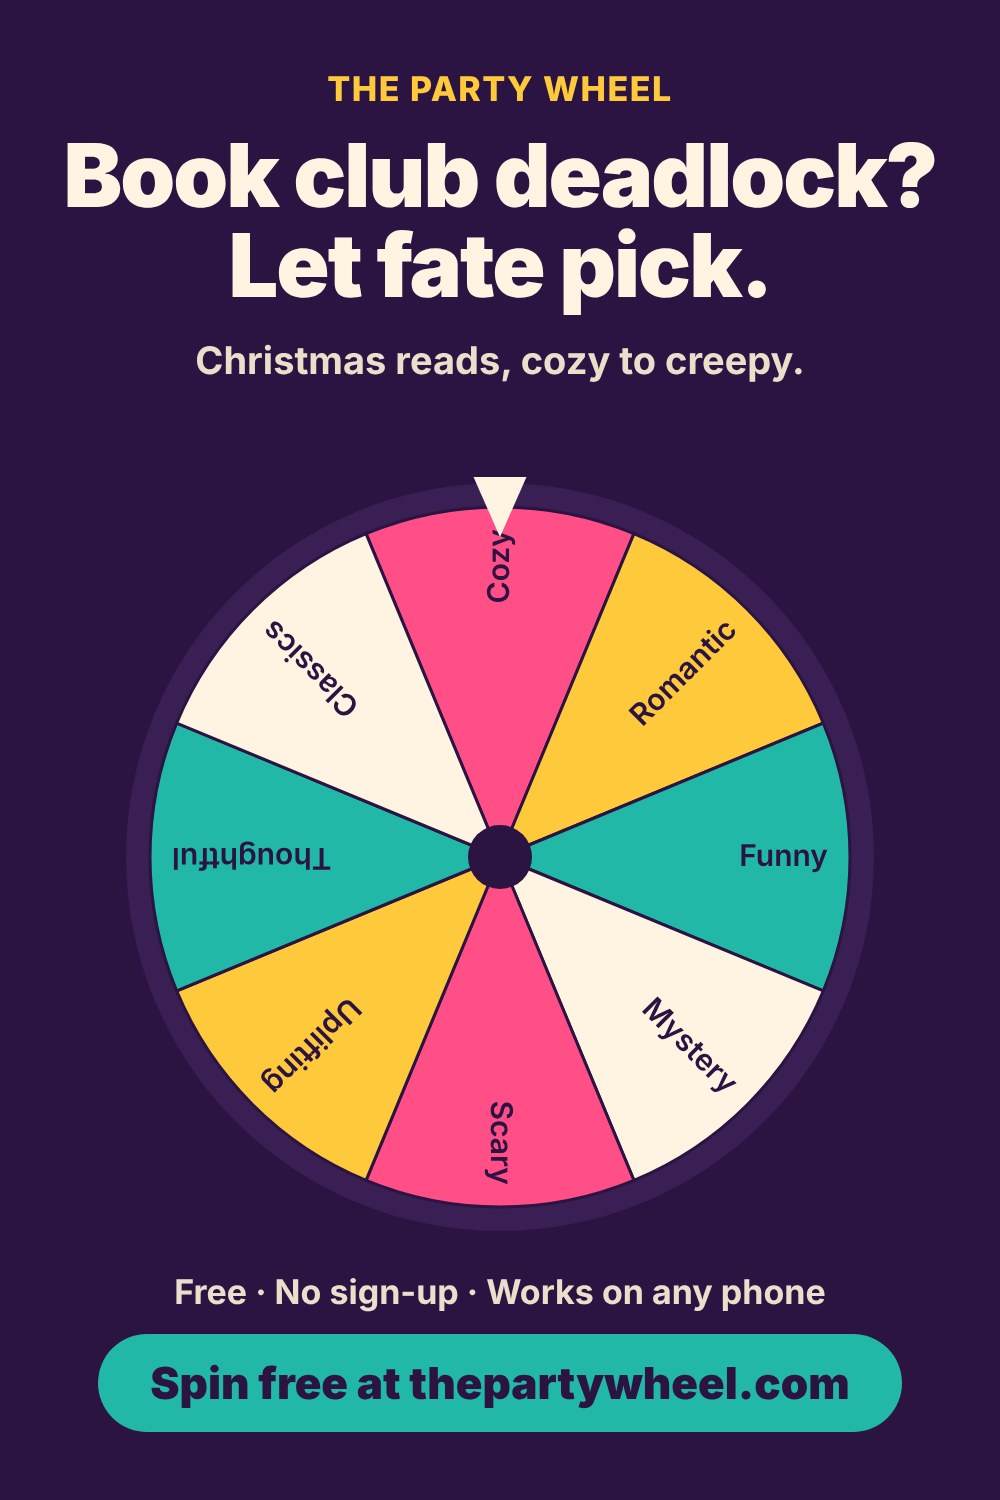 THE PARTY WHEEL
Book club deadlock?
Let fate pick.
Christmas reads, cozy to creepy.
Cozy
Romantic
Funny
Mystery
Scary
Uplifting
Thoughtful
Classics
Free · No sign-up · Works on any phone
Spin free at thepartywheel.com